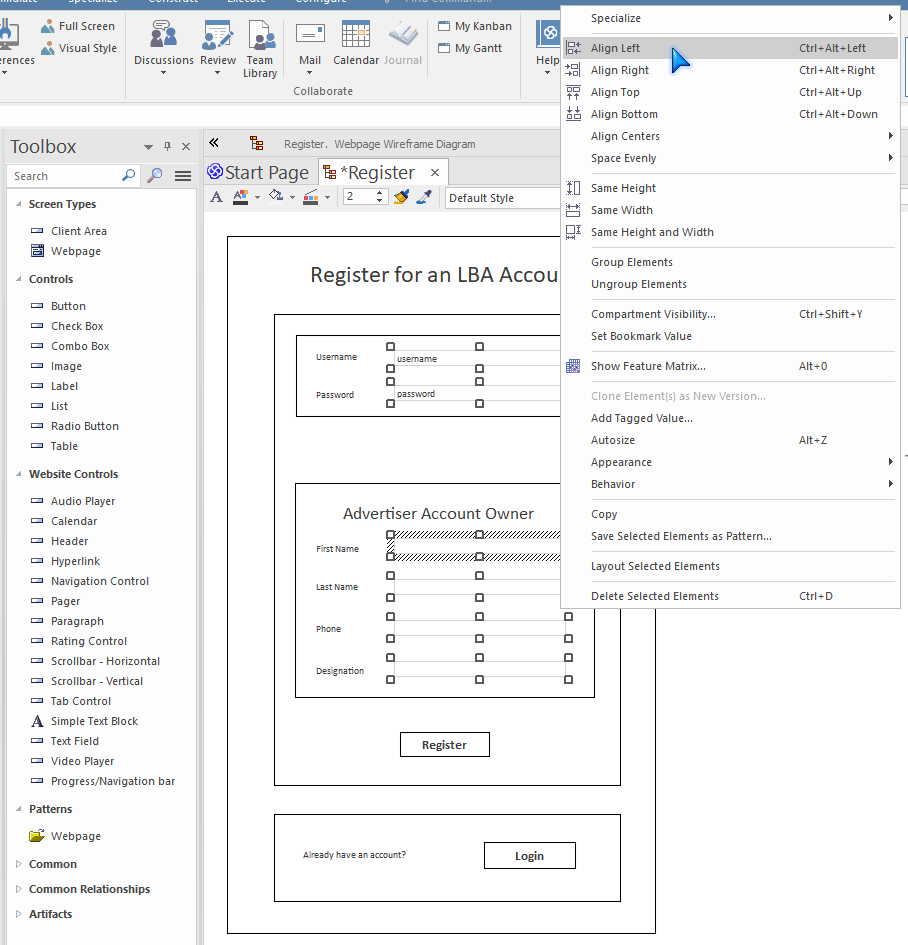 Specialize
Construct
Execute
Configure
Find Command...
erences
Full Screen
Visual Style
Discussions
Review
Team
Library
Mail
Calendar
Journal
My Kanban
My Gantt
Help
Collaborate
Toolbox
Search
Screen Types
Client Area
Webpage
Controls
Button
Check Box
Combo Box
Image
Label
List
Radio Button
Table
Website Controls
Audio Player
Calendar
Header
Hyperlink
Navigation Control
Pager
Paragraph
Rating Control
Scrollbar - Horizontal
Scrollbar - Vertical
Tab Control
Simple Text Block
Text Field
Video Player
Progress/Navigation bar
Patterns
Webpage
Common
Common Relationships
Artifacts
Register. Webpage Wireframe Diagram
Start Page
*Register
2
Default Style
Register for an LBA Accou
Username
username
Password
password
Advertiser Account Owner
First Name
Last Name
Phone
Designation
Register
Already have an account?
Login
Specialize
Align Left Ctrl+Alt+Left
Align Right Ctrl+Alt+Right
Align Top Ctrl+Alt+Up
Align Bottom Ctrl+Alt+Down
Align Centers
Space Evenly
Same Height
Same Width
Same Height and Width
Group Elements
Ungroup Elements
Compartment Visibility... Ctrl+Shift+Y
Set Bookmark Value
Show Feature Matrix... Alt+0
Clone Element(s) as New Version...
Add Tagged Value...
Autosize Alt+Z
Appearance
Behavior
Copy
Save Selected Elements as Pattern...
Layout Selected Elements
Delete Selected Elements Ctrl+D